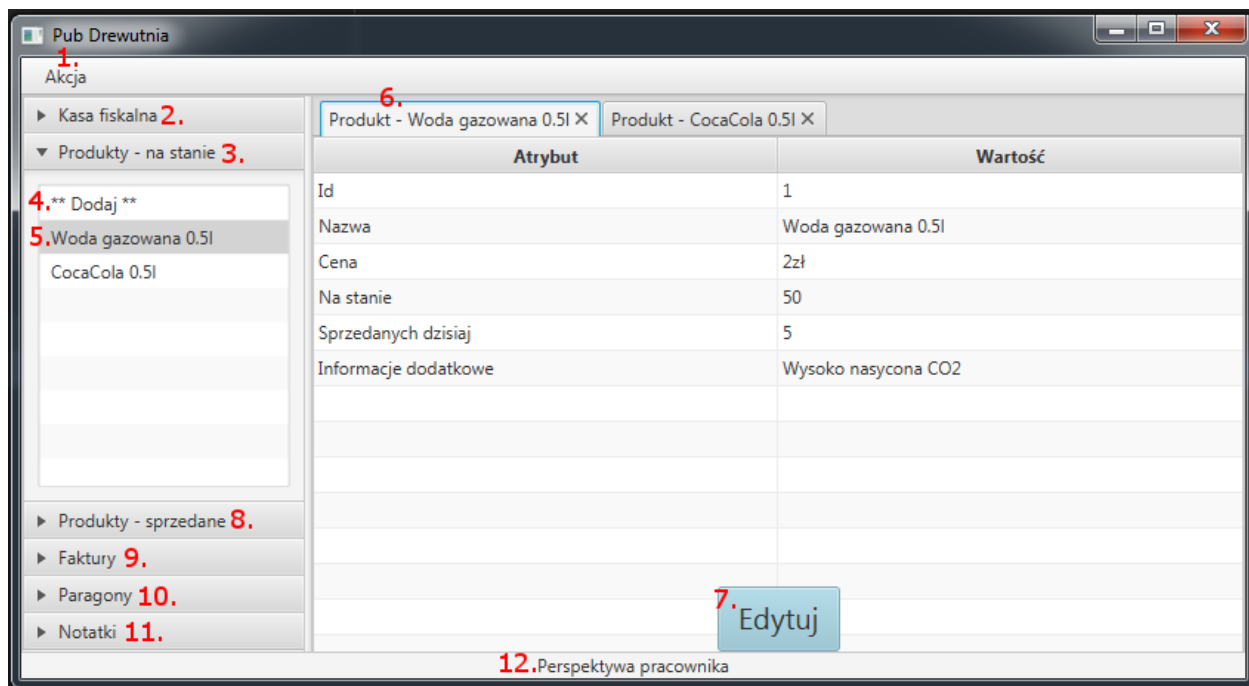 Pub Drewutnia
1.
Akcja
Kasa fiskalna 2.
Produkty - na stanie 3.
4. ** Dodaj **
5. Woda gazowana 0.5l
CocaCola 0.5l
Produkty - sprzedane 8.
Faktury 9.
Paragony 10.
Notatki 11.
6.
Produkt - Woda gazowana 0.5l Produkt - CocaCola 0.5l
Atrybut Wartość
Id 1
Nazwa Woda gazowana 0.5l
Cena 2zł
Na stanie 50
Sprzedanych dzisiaj 5
Informacje dodatkowe Wysoko nasycona CO2
7. Edytuj
12. Perspektywa pracownika